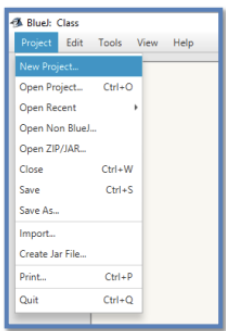 BlueJ: Class
Project Edit Tools View Help
New Project...
Open Project... Ctrl+O
Open Recent
Open Non BlueJ...
Open ZIP/JAR...
Close Ctrl+W
Save Ctrl+S
Save As...
Import...
Create Jar File...
Print... Ctrl+P
Quit Ctrl+Q